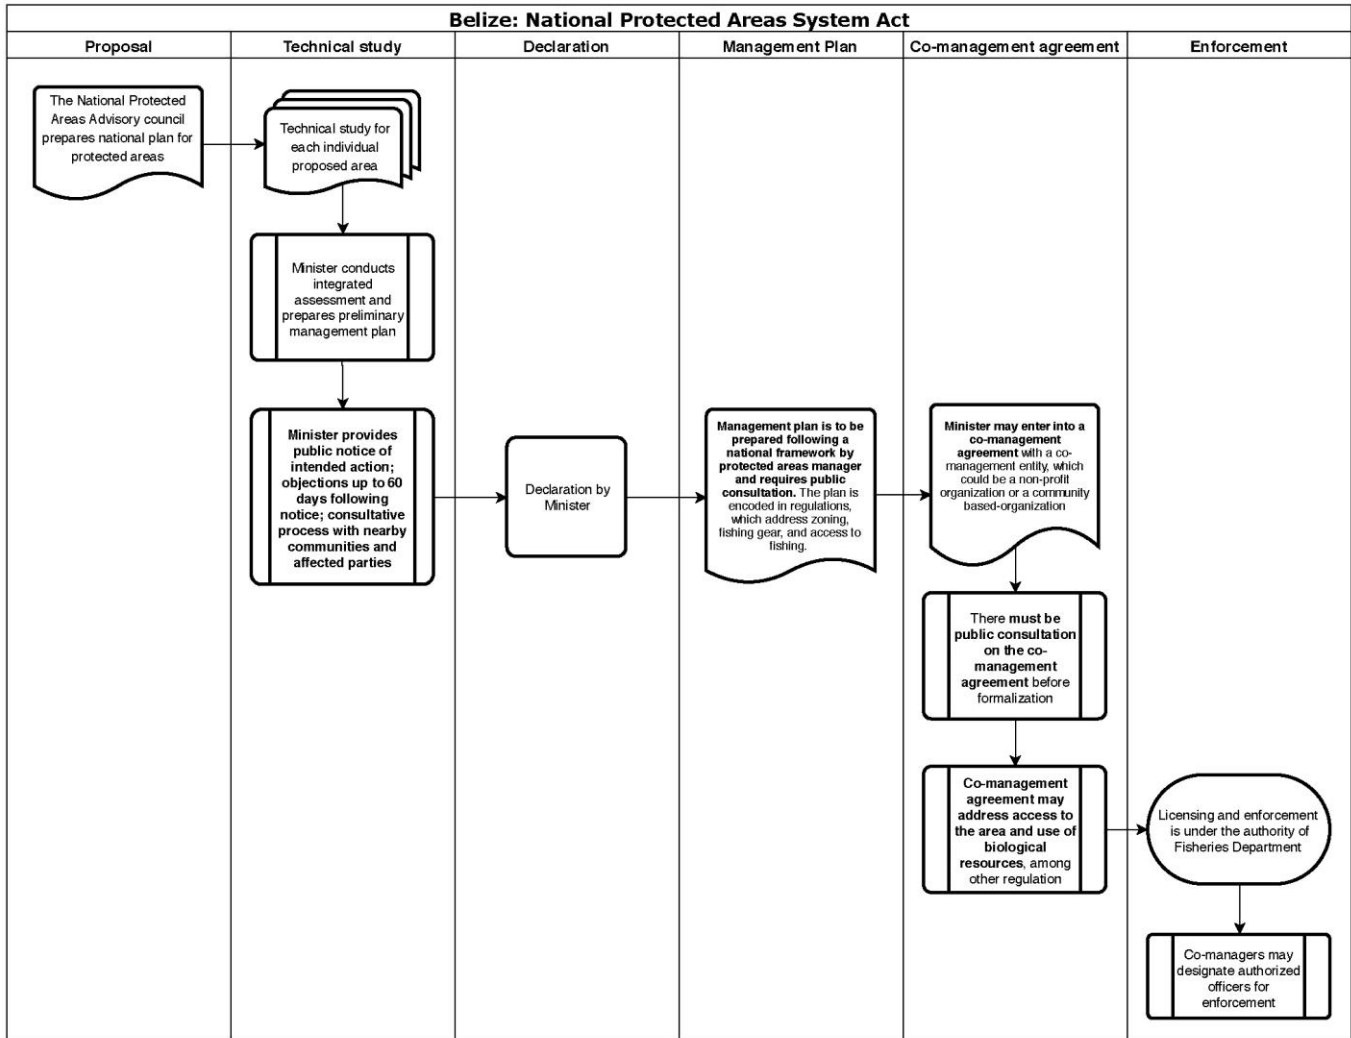 Belize: National Protected Areas System Act
Proposal
Technical study
Declaration
Management Plan
Co-management agreement
Enforcement
The National Protected
Areas Advisory council
prepares national plan for
protected areas
Technical study for
each individual
proposed area
Minister conducts
integrated
assessment and
prepares preliminary
management plan
Minister provides
public notice of
intended action;
objections up to 60
days following
notice; consultative
process with nearby
communities and
affected parties
Declaration by
Minister
Management plan is to be
prepared following a
national framework by
protected areas manager
and requires public
consultation. The plan is
encoded in regulations,
which address zoning,
fishing gear, and access to
fishing.
Minister may enter into a
co-management
agreement with a co-
management entity, which
could be a non-profit
organization or a community
based-organization
There must be
public consultation
on the co-
management
agreement before
formalization
Co-management
agreement may
address access to
the area and use of
biological
resources, among
other regulation
Licensing and enforcement
is under the authority of
Fisheries Department
Co-managers may
designate authorized
officers for
enforcement